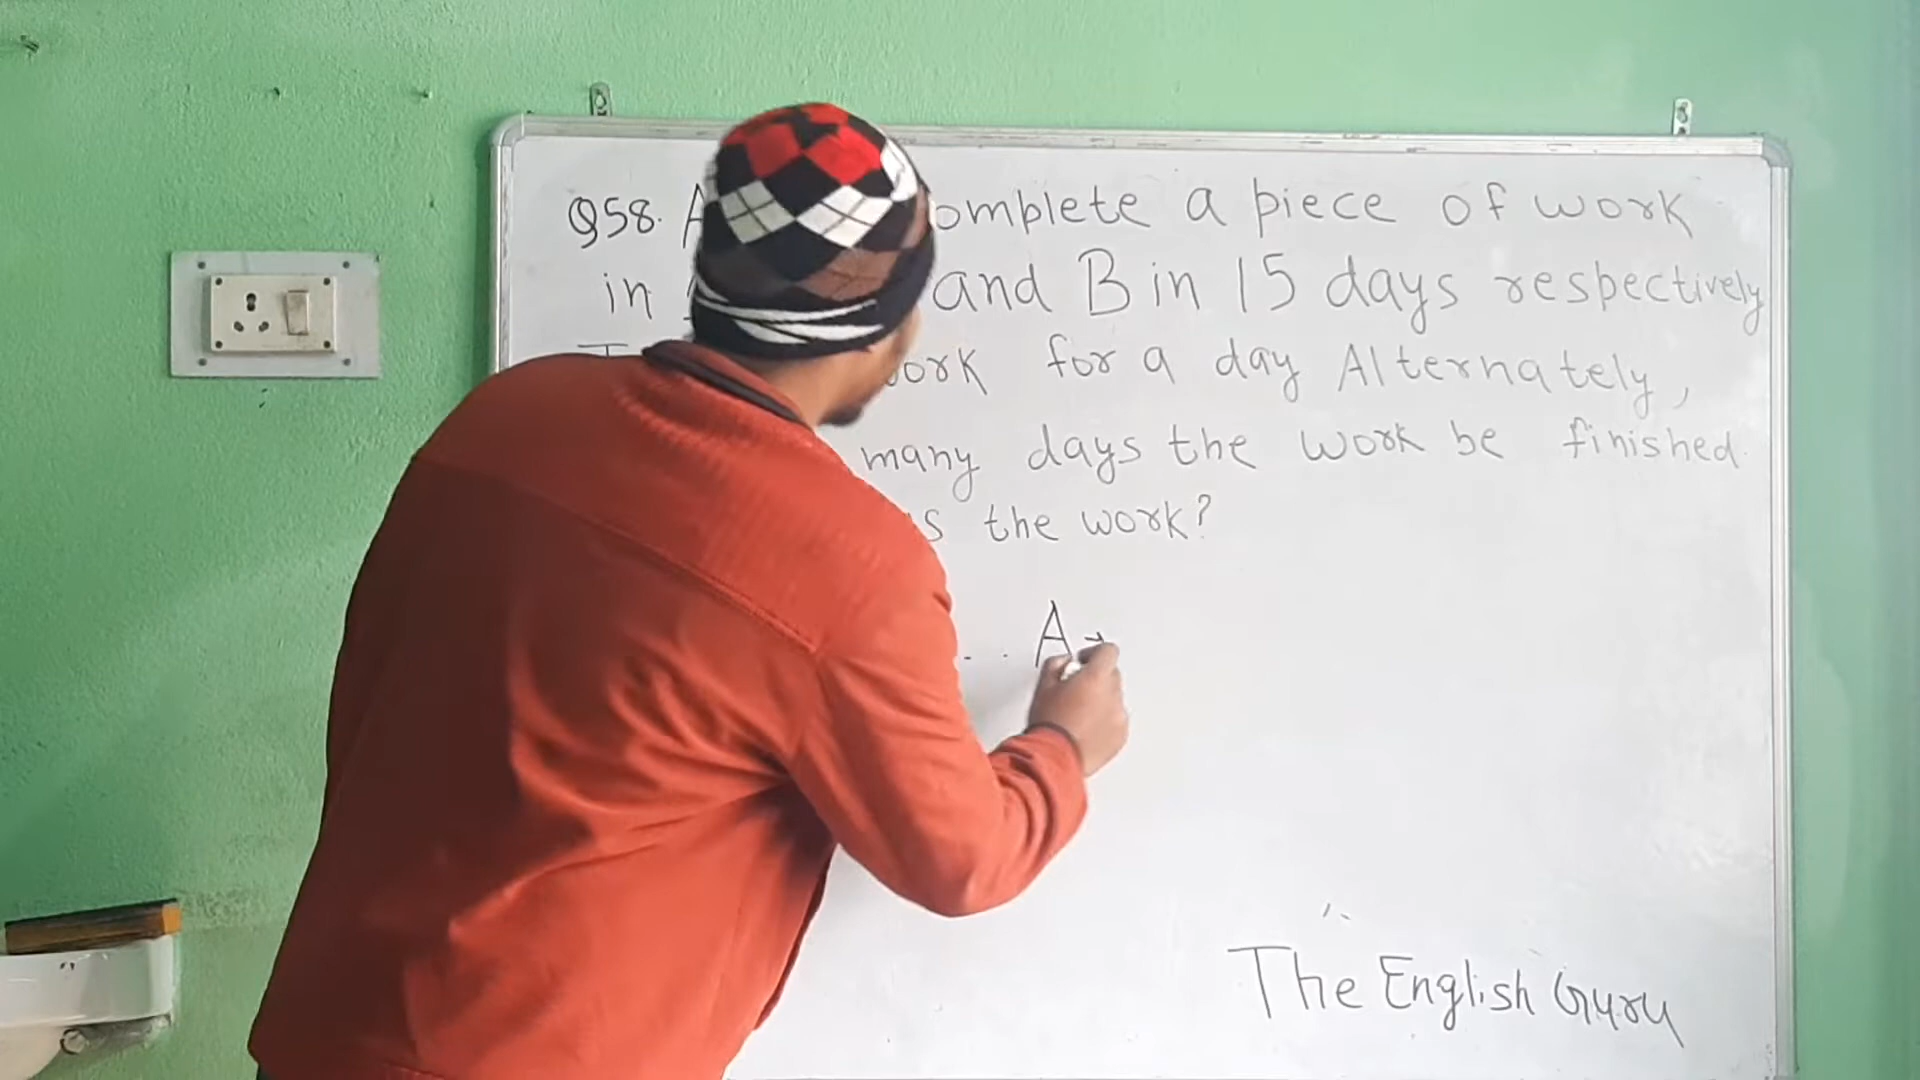 Q58. A omplete a piece of work
in and B in 15 days respectively
work for a day Alternately,
many days the work be finished.
s the work?
A →
The English Guru